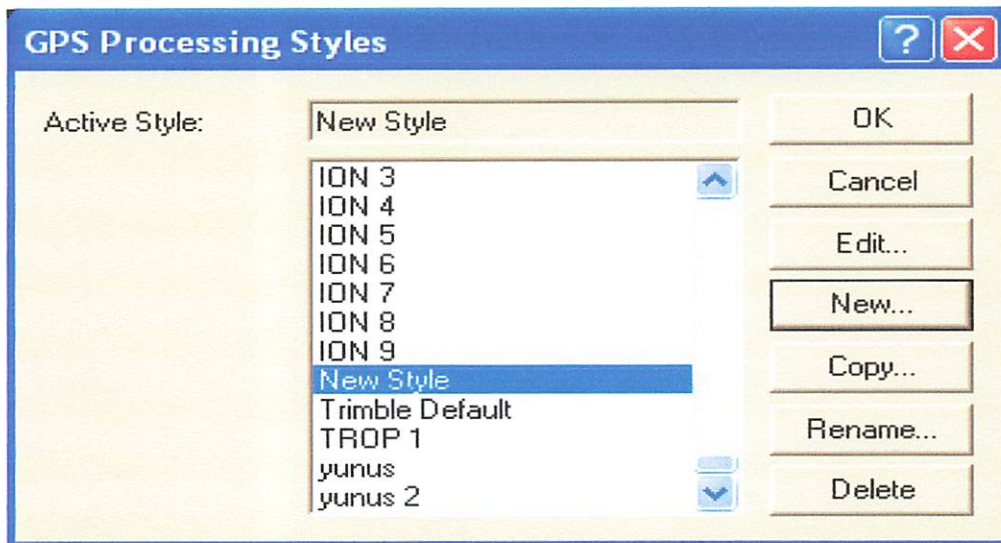 GPS Processing Styles
Active Style:
New Style
ION 3
ION 4
ION 5
ION 6
ION 7
ION 8
ION 9
New Style
Trimble Default
TROP 1
yunus
yunus 2
OK
Cancel
Edit...
New...
Copy...
Rename...
Delete